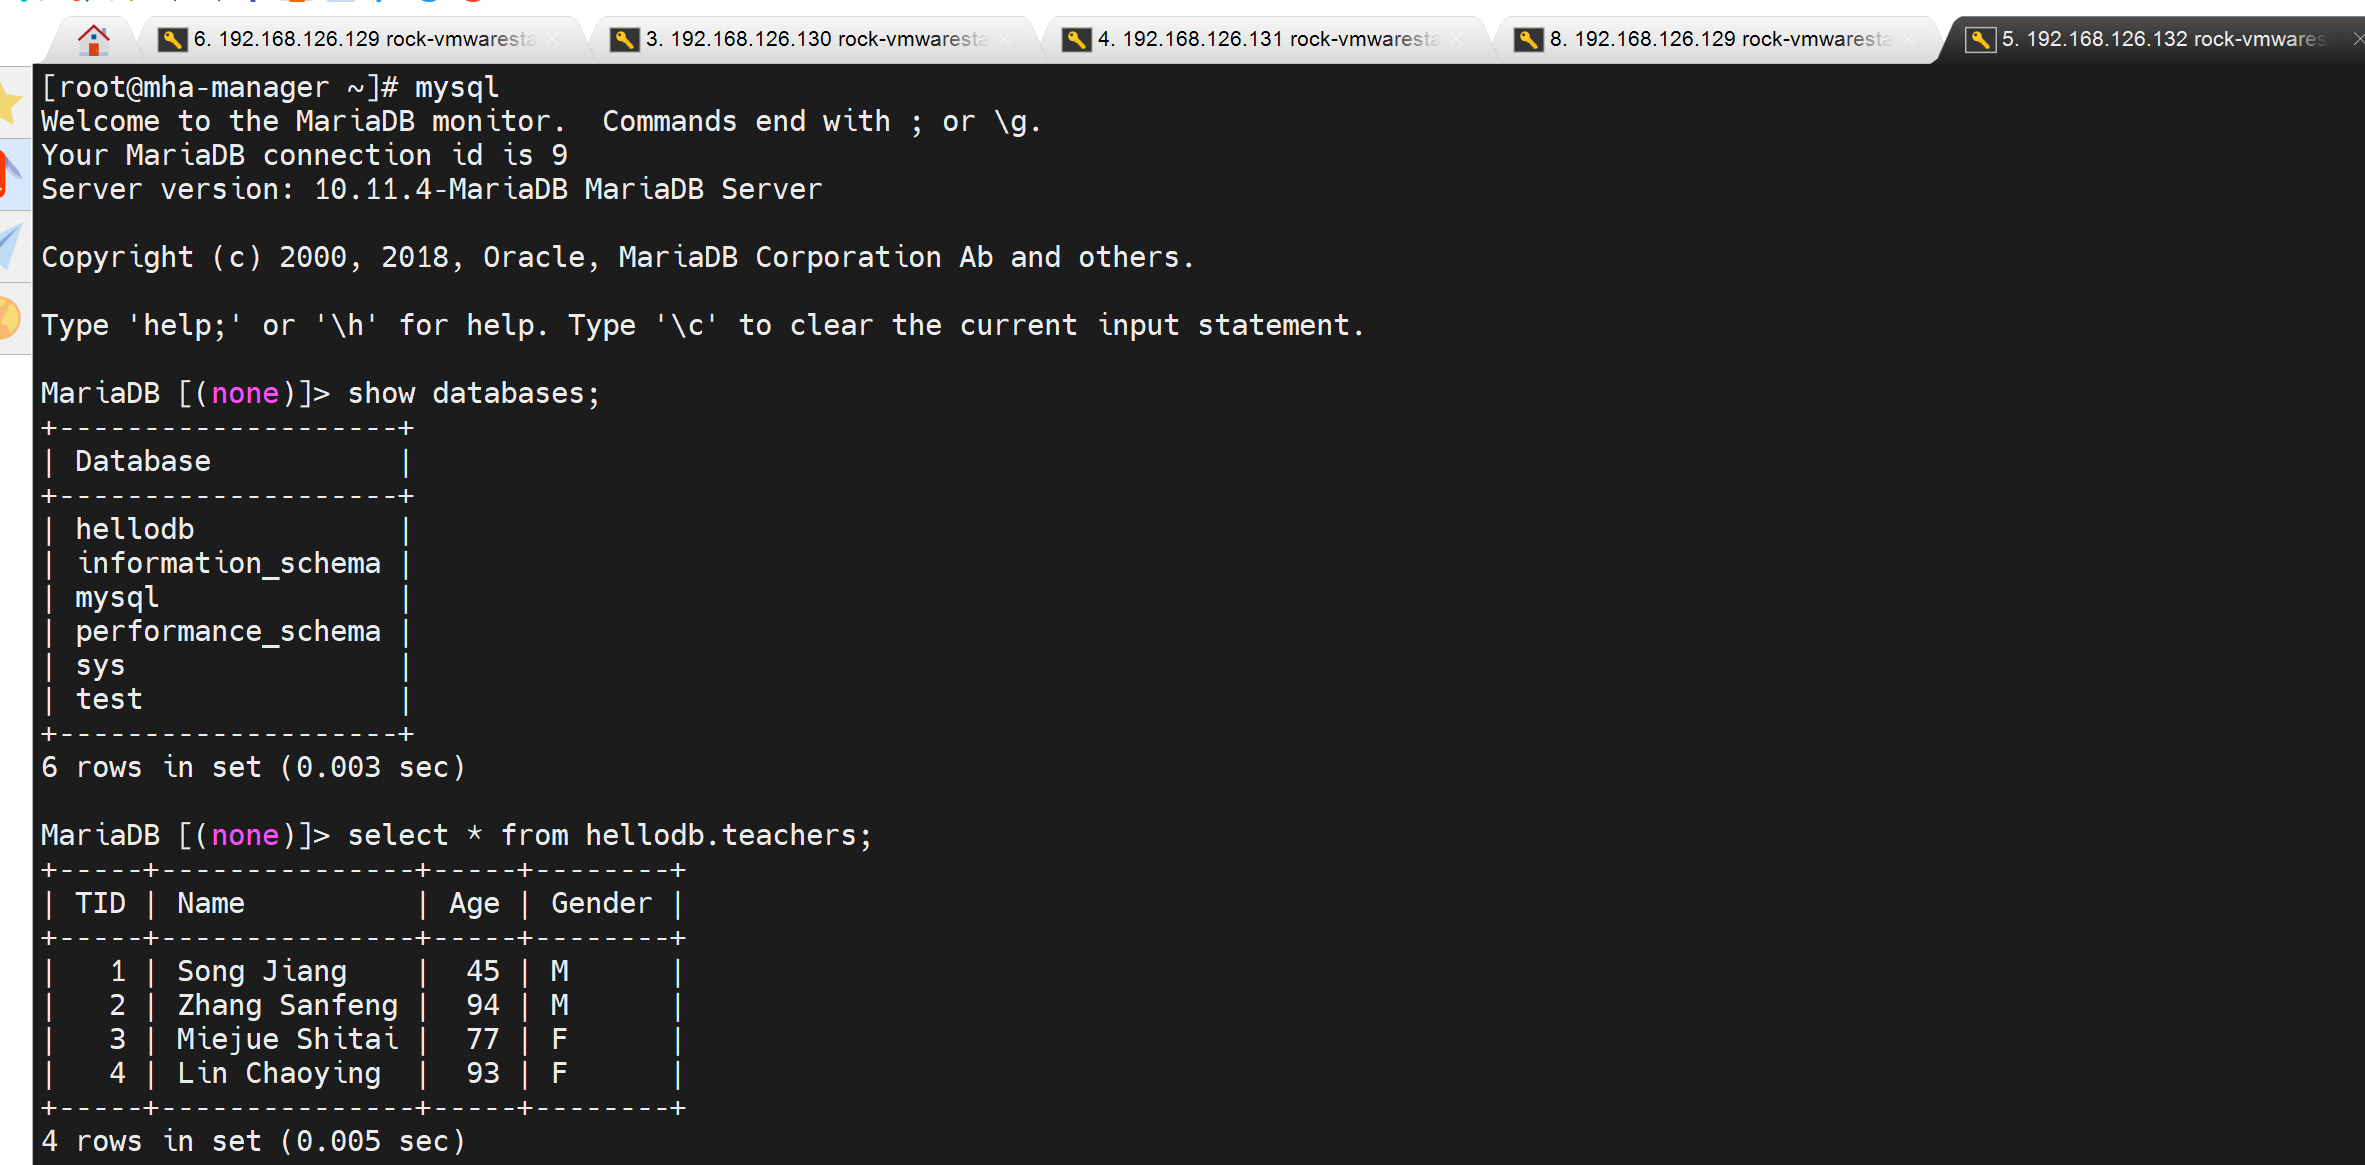 6. 192.168.126.129 rock-vmwaresta
3. 192.168.126.130 rock-vmwaresta
4. 192.168.126.131 rock-vmwaresta
8. 192.168.126.129 rock-vmwaresta
5. 192.168.126.132 rock-vmwares
[root@mha-manager ~]# mysql
Welcome to the MariaDB monitor.  Commands end with ; or \g.
Your MariaDB connection id is 9
Server version: 10.11.4-MariaDB MariaDB Server
Copyright (c) 2000, 2018, Oracle, MariaDB Corporation Ab and others.
Type 'help;' or '\h' for help. Type '\c' to clear the current input statement.
MariaDB [(none)]> show databases;
+--------------------+
| Database           |
+--------------------+
| hellodb            |
| information_schema |
| mysql              |
| performance_schema |
| sys                |
| test               |
+--------------------+
6 rows in set (0.003 sec)
MariaDB [(none)]> select * from hellodb.teachers;
+-----+---------------+-----+--------+
| TID | Name          | Age | Gender |
+-----+---------------+-----+--------+
|   1 | Song Jiang    |  45 | M      |
|   2 | Zhang Sanfeng |  94 | M      |
|   3 | Miejue Shitai |  77 | F      |
|   4 | Lin Chaoying  |  93 | F      |
+-----+---------------+-----+--------+
4 rows in set (0.005 sec)